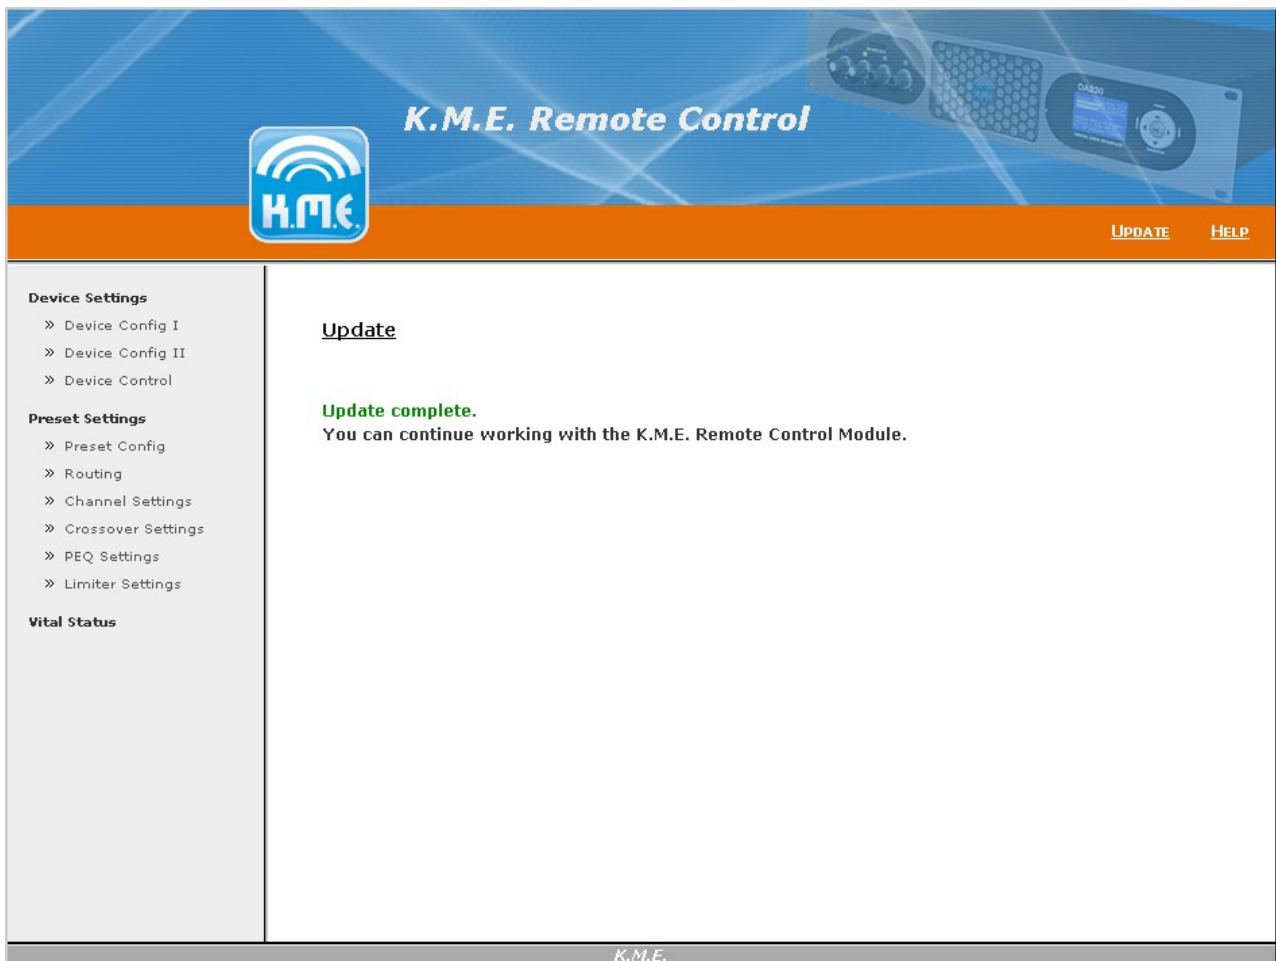 K.M.E. Remote Control
DA930
K.M.E.
UPDATE HELP
Device Settings
» Device Config I
» Device Config II
» Device Control
Preset Settings
» Preset Config
» Routing
» Channel Settings
» Crossover Settings
» PEQ Settings
» Limiter Settings
Vital Status
Update
Update complete.
You can continue working with the K.M.E. Remote Control Module.
K.M.E.